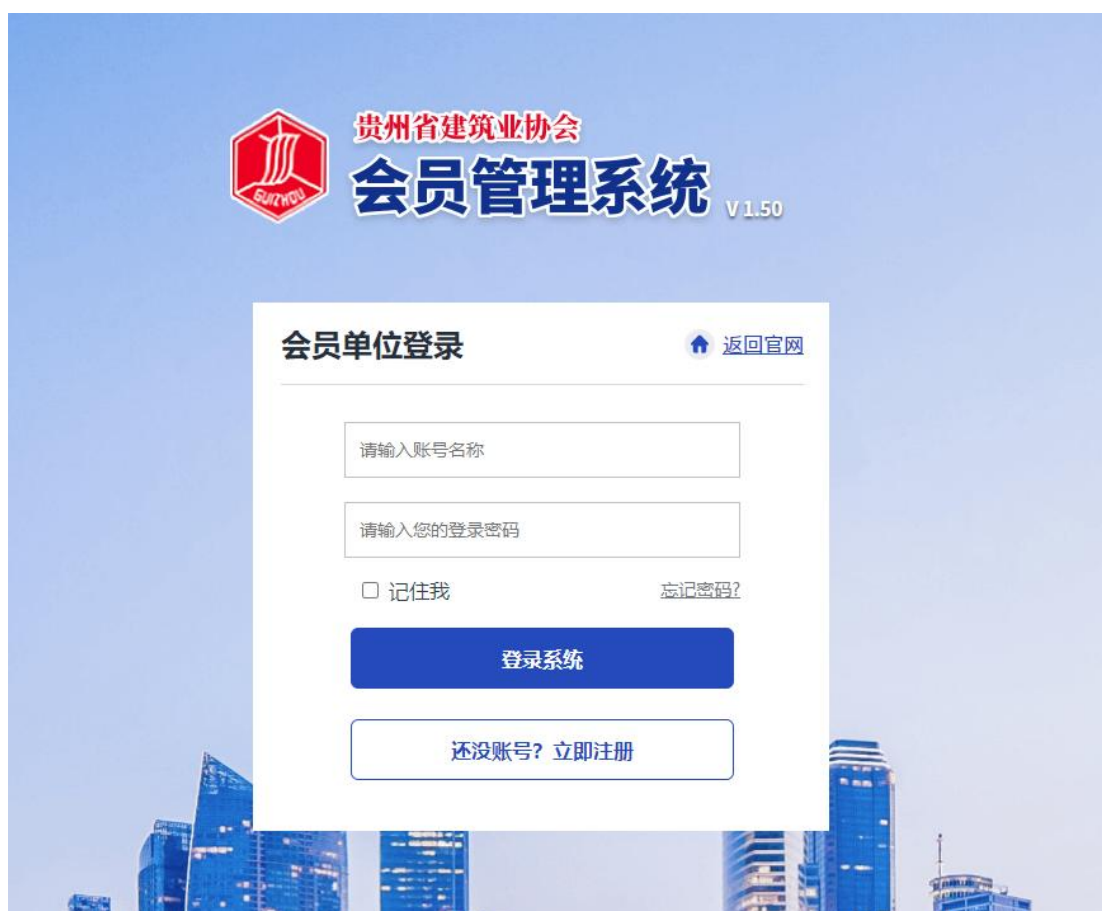 贵州省建筑业协会
GUIZHOU
会员管理系统 V 1.50
会员单位登录
返回官网
请输入账号名称
请输入您的登录密码
记住我
忘记密码?
登录系统
还没账号? 立即注册